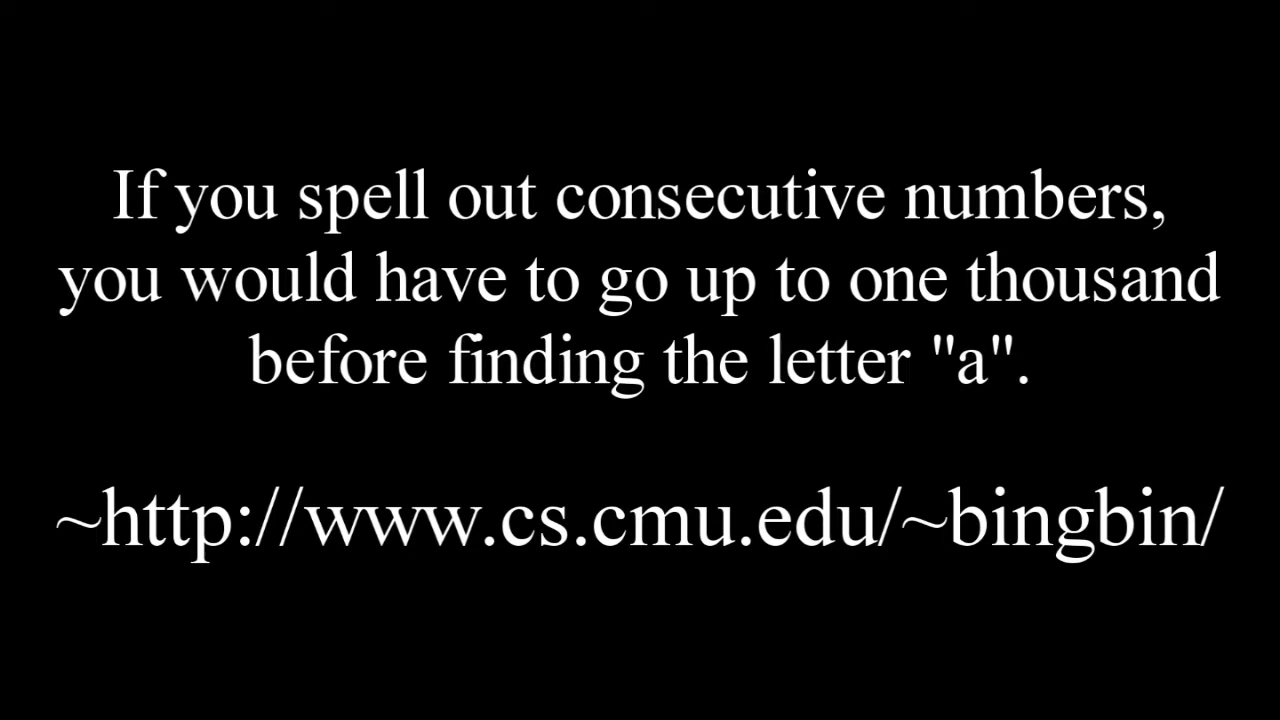 If you spell out consecutive numbers,
you would have to go up to one thousand
before finding the letter "a".
~http://www.cs.cmu.edu/~bingbin/